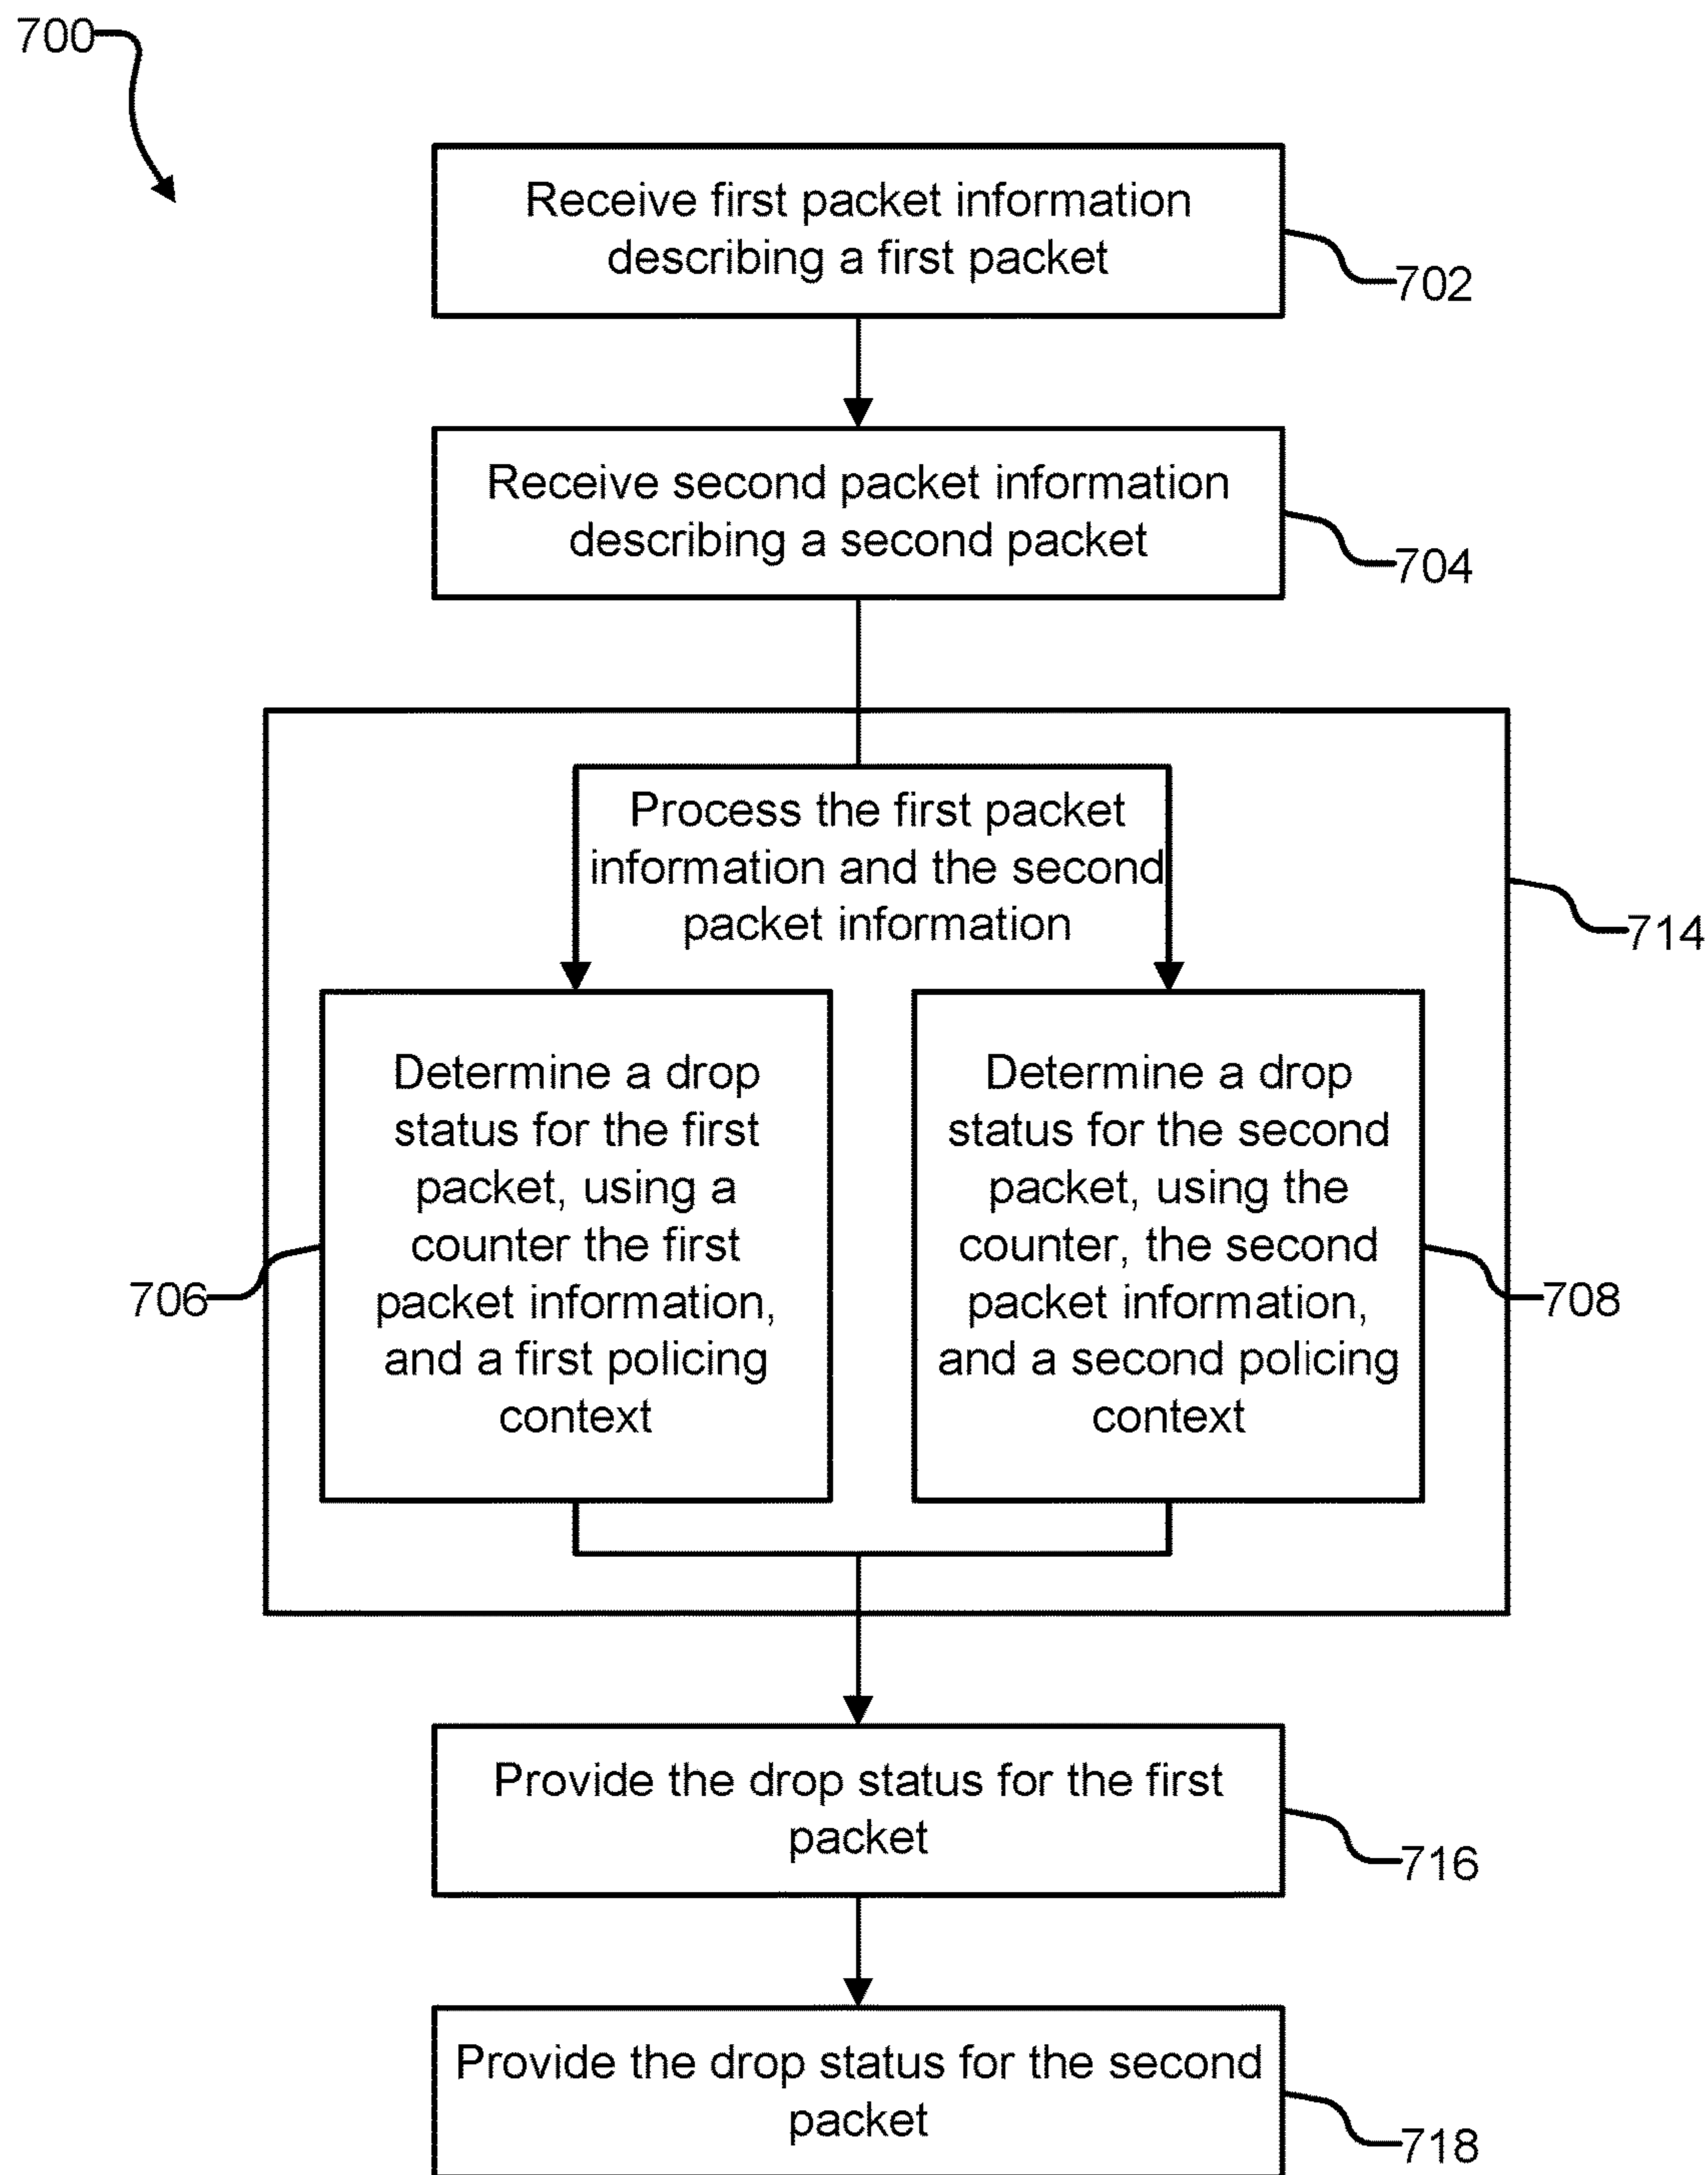 700
Receive first packet information
describing a first packet
702
Receive second packet information
describing a second packet
704
Process the first packet
information and the second
packet information
714
Determine a drop
status for the first
packet, using a
counter the first
packet information,
and a first policing
context
706
Determine a drop
status for the second
packet, using the
counter, the second
packet information,
and a second policing
context
708
Provide the drop status for the first
packet
716
Provide the drop status for the second
packet
718